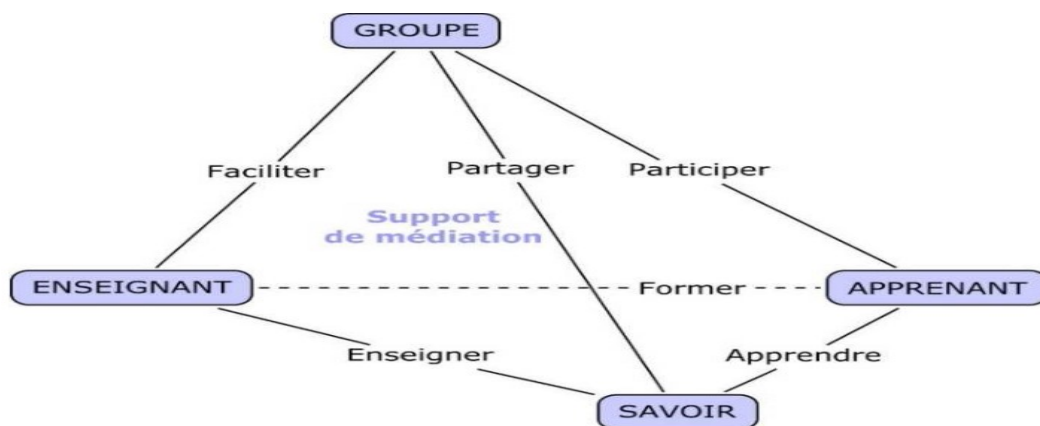 GROUPE
Faciliter
Partager
Participer
Support
de médiation
ENSEIGNANT
Former
APPRENANT
Enseigner
Apprendre
SAVOIR